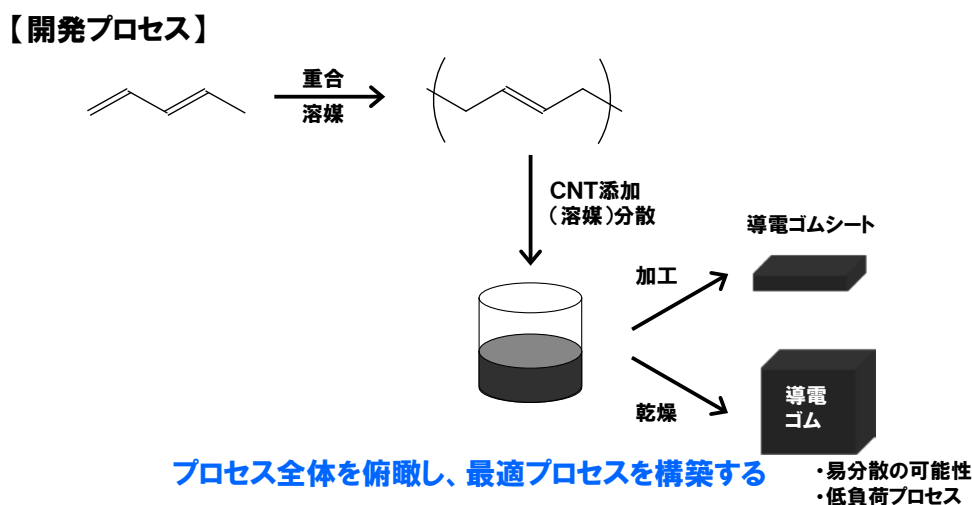 【開発プロセス】
重合
溶媒
CNT添加
（溶媒）分散
導電ゴムシート
加工
導電
ゴム
乾燥
プロセス全体を俯瞰し、最適プロセスを構築する
・易分散の可能性
・低負荷プロセス